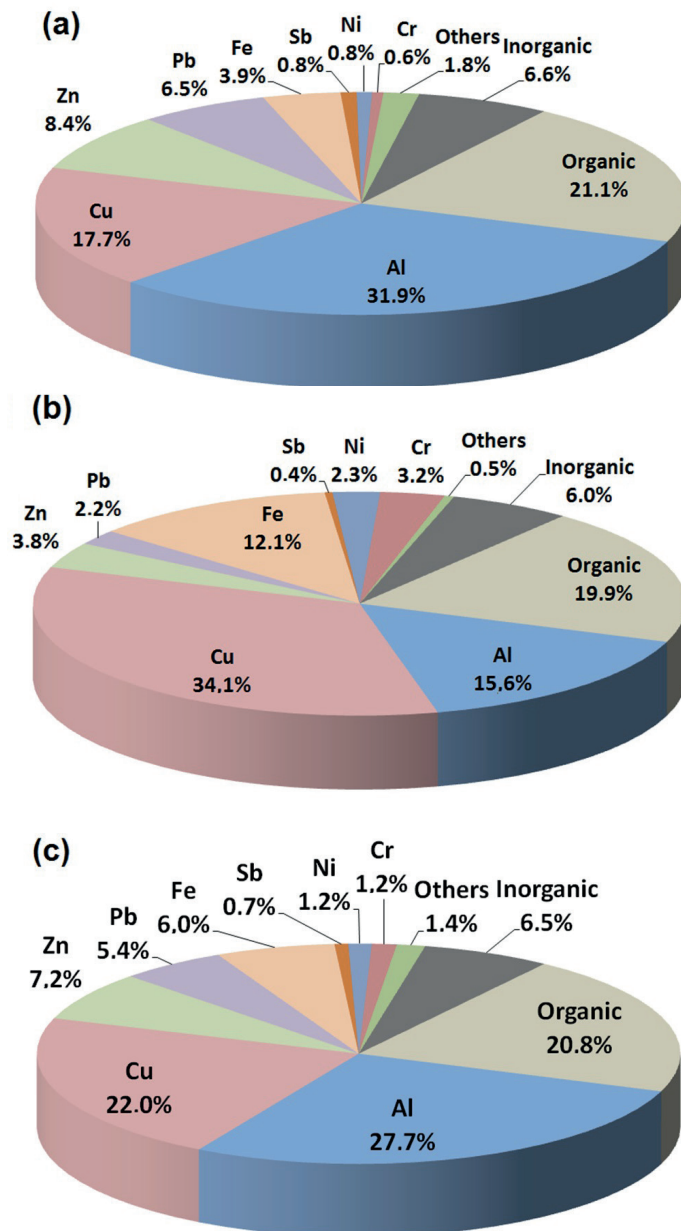 (a)
Zn
8.4%
Pb
6.5%
Fe
3.9%
Sb
0.8%
Ni
0.8%
Cr
0.6%
Others
1.8%
Inorganic
6.6%
Organic
21.1%
Cu
17.7%
Al
31.9%
(b)
Zn
3.8%
Pb
2.2%
Fe
12.1%
Sb
0.4%
Ni
2.3%
Cr
3.2%
Others
0.5%
Inorganic
6.0%
Organic
19.9%
Cu
34,1%
Al
15,6%
(c)
Zn
7,2%
Pb
5.4%
Fe
6,0%
Sb
0.7%
Ni
1.2%
Cr
1,2%
Others
1.4%
Inorganic
6.5%
Organic
20.8%
Cu
22.0%
Al
27.7%